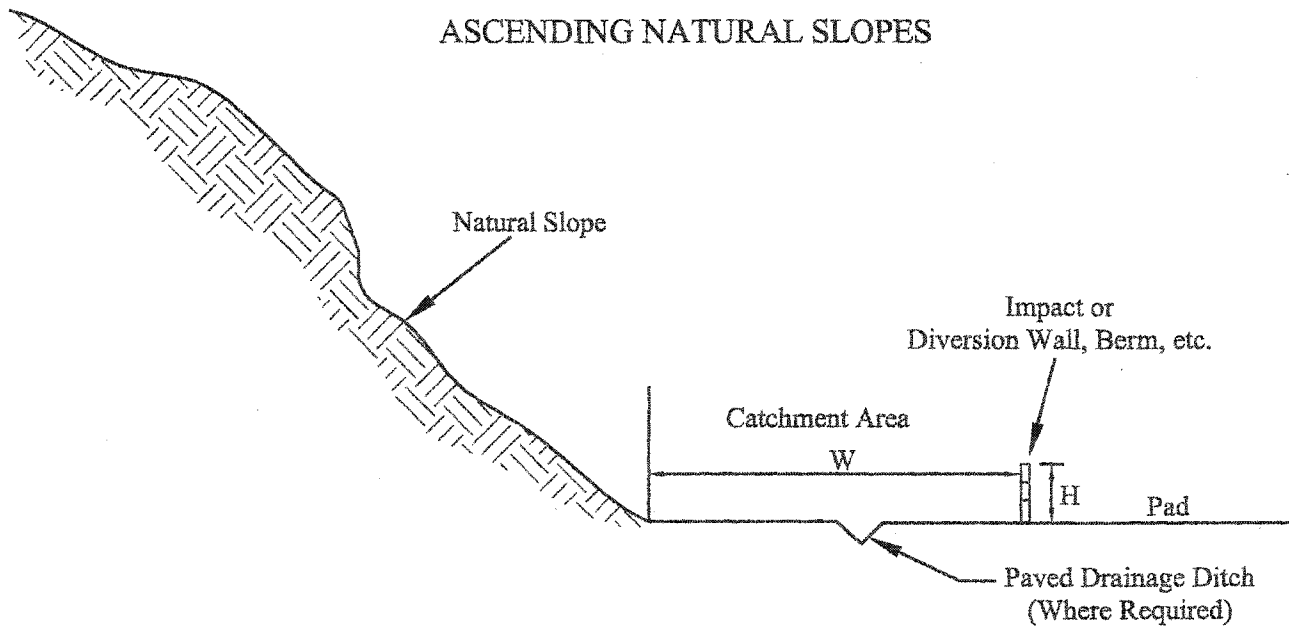 ASCENDING NATURAL SLOPES
Natural Slope
Impact or
Diversion Wall, Berm, etc.
Catchment Area
W
H
Pad
Paved Drainage Ditch
(Where Required)